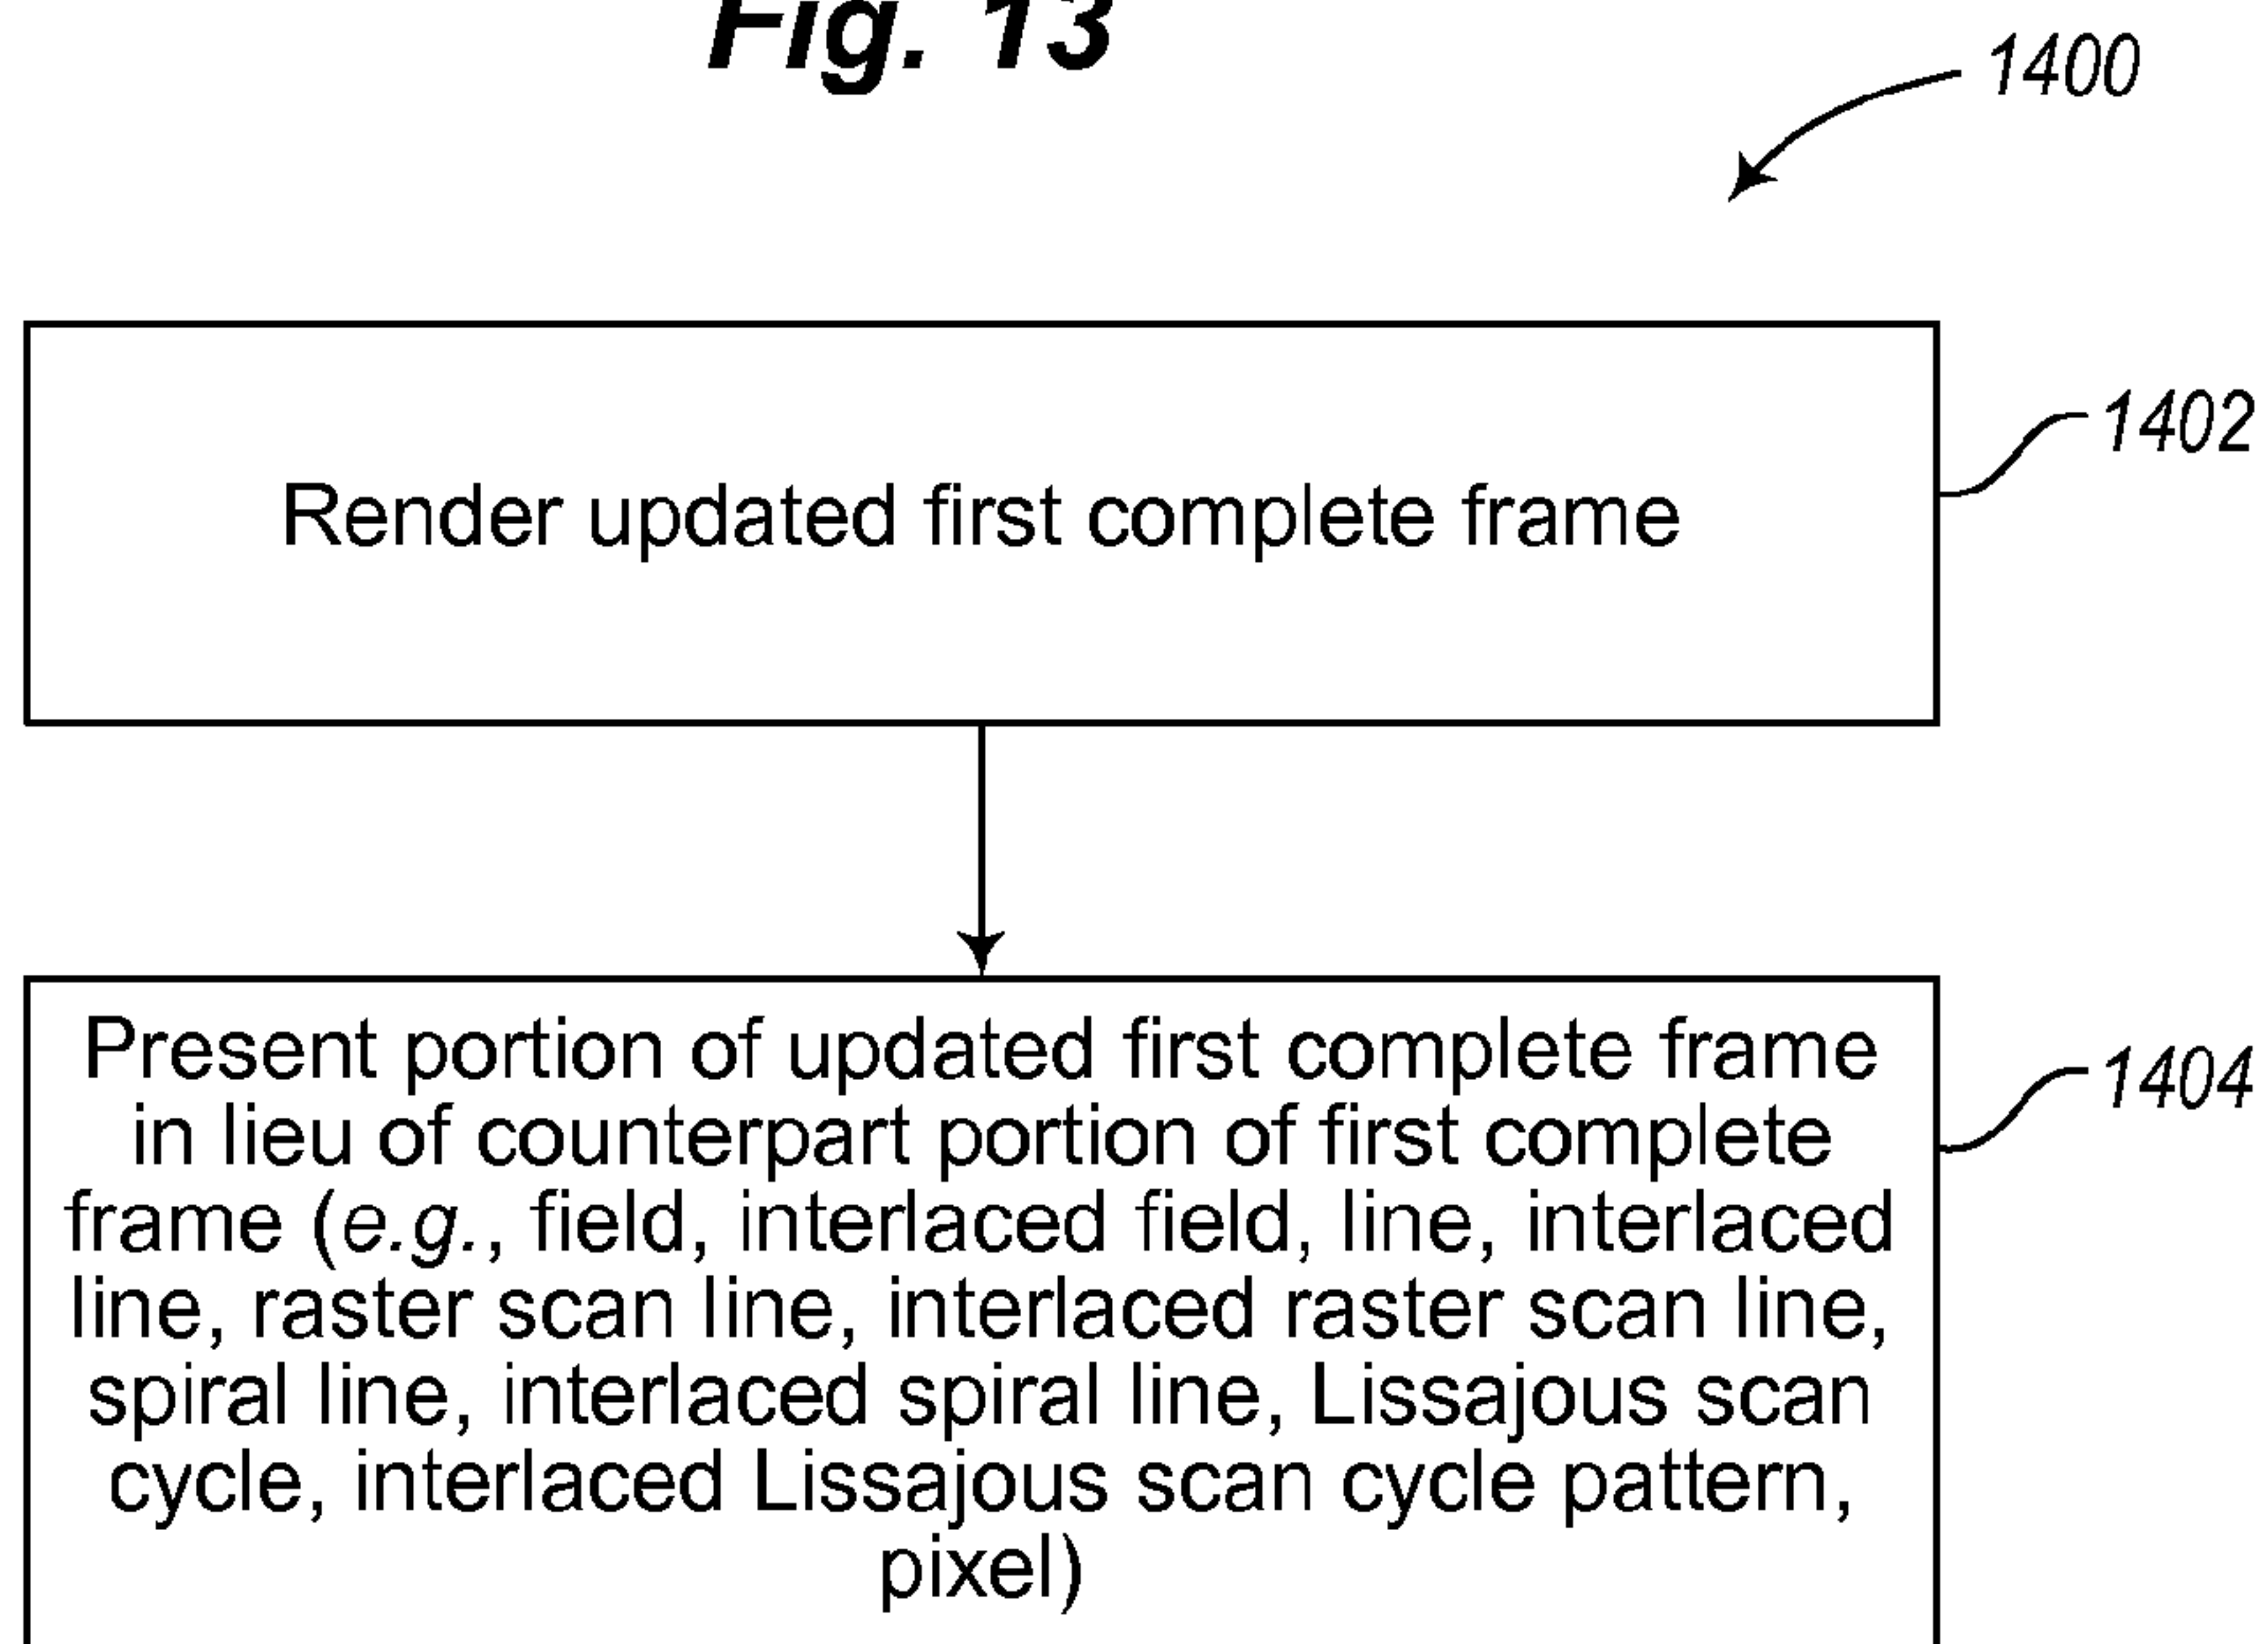 Fig. 13
1400
Render updated first complete frame
1402
Present portion of updated first complete frame
in lieu of counterpart portion of first complete
frame (e.g., field, interlaced field, line, interlaced
line, raster scan line, interlaced raster scan line,
spiral line, interlaced spiral line, Lissajous scan
cycle, interlaced Lissajous scan cycle pattern,
pixel)
1404